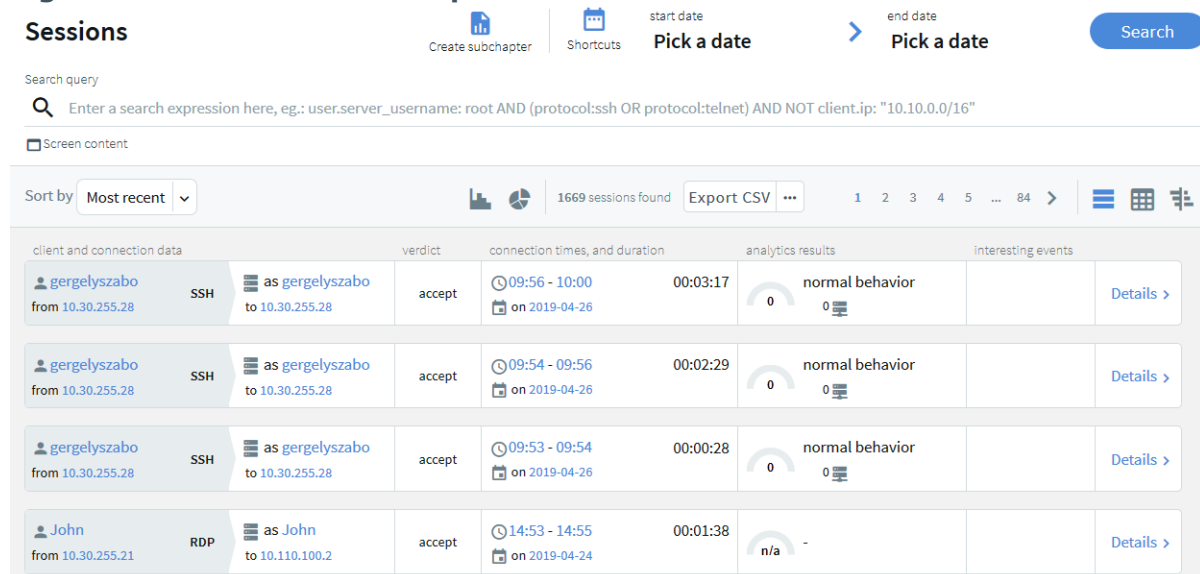 Sessions
Create subchapter
Shortcuts
start date
Pick a date
end date
Pick a date
Search
Search query
Enter a search expression here, eg.: user.server_username: root AND (protocol:ssh OR protocol:telnet) AND NOT client.ip: "10.10.0.0/16"
Screen content
Sort by Most recent 1669 sessions found Export CSV ••• 1 2 3 4 5 ... 84
client and connection data verdict connection times, and duration analytics results interesting events
gergelyszabo as gergelyszabo 09:56 - 10:00 00:03:17 normal behavior
SSH accept 0 Details
from 10.30.255.28 to 10.30.255.28 on 2019-04-26 0
gergelyszabo as gergelyszabo 09:54 - 09:56 00:02:29 normal behavior
SSH accept 0 Details
from 10.30.255.28 to 10.30.255.28 on 2019-04-26 0
gergelyszabo as gergelyszabo 09:53 - 09:54 00:00:28 normal behavior
SSH accept 0 Details
from 10.30.255.28 to 10.30.255.28 on 2019-04-26 0
John as John 14:53 - 14:55 00:01:38 -
RDP accept n/a Details
from 10.30.255.21 to 10.110.100.2 on 2019-04-24